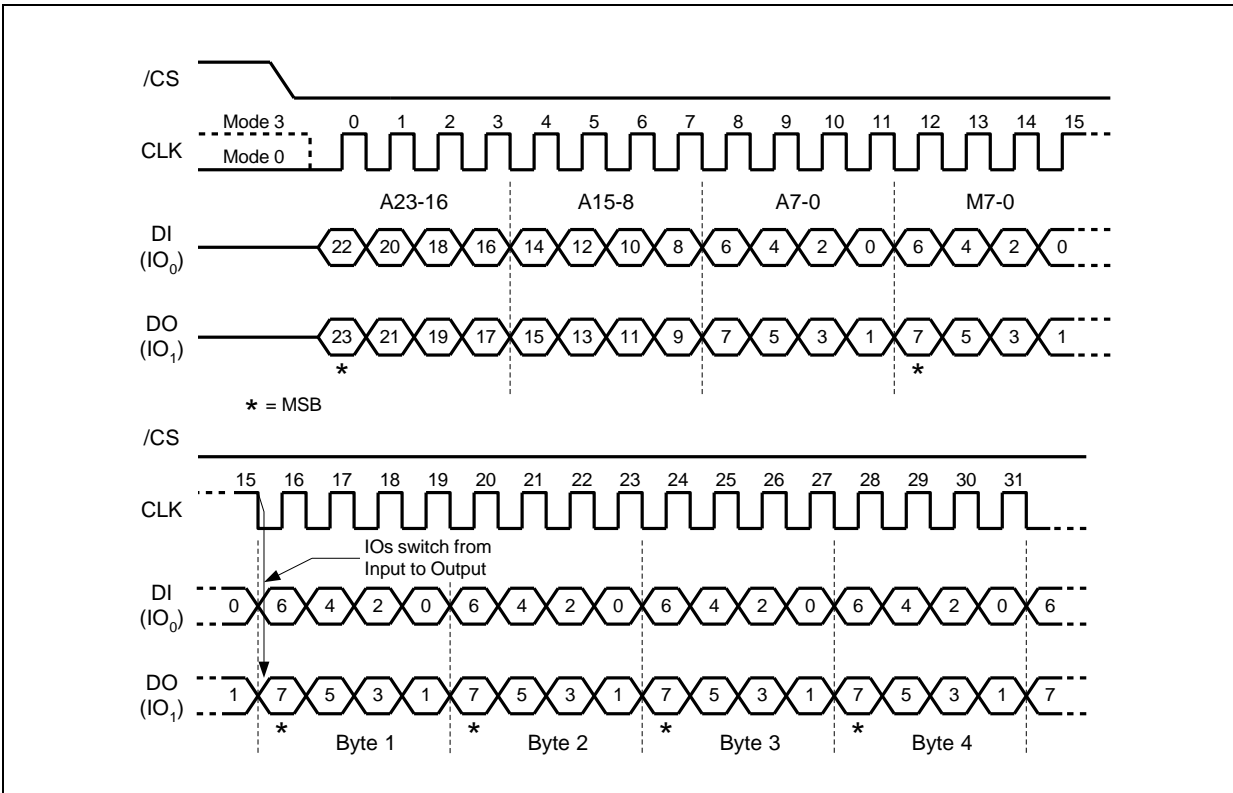 /CS
Mode 3
0 1 2 3 4 5 6 7 8 9 10 11 12 13 14 15
CLK
Mode 0
A23-16 A15-8 A7-0 M7-0
DI
(IO0)
22 20 18 16 14 12 10 8 6 4 2 0 6 4 2 0
DO
(IO1)
23 21 19 17 15 13 11 9 7 5 3 1 7 5 3 1
* *
* = MSB
/CS
15 16 17 18 19 20 21 22 23 24 25 26 27 28 29 30 31
CLK
IOs switch from
Input to Output
DI
(IO0)
0 6 4 2 0 6 4 2 0 6 4 2 0 6 4 2 0 6
DO
(IO1)
1 7 5 3 1 7 5 3 1 7 5 3 1 7 5 3 1 7
* * * *
Byte 1 Byte 2 Byte 3 Byte 4